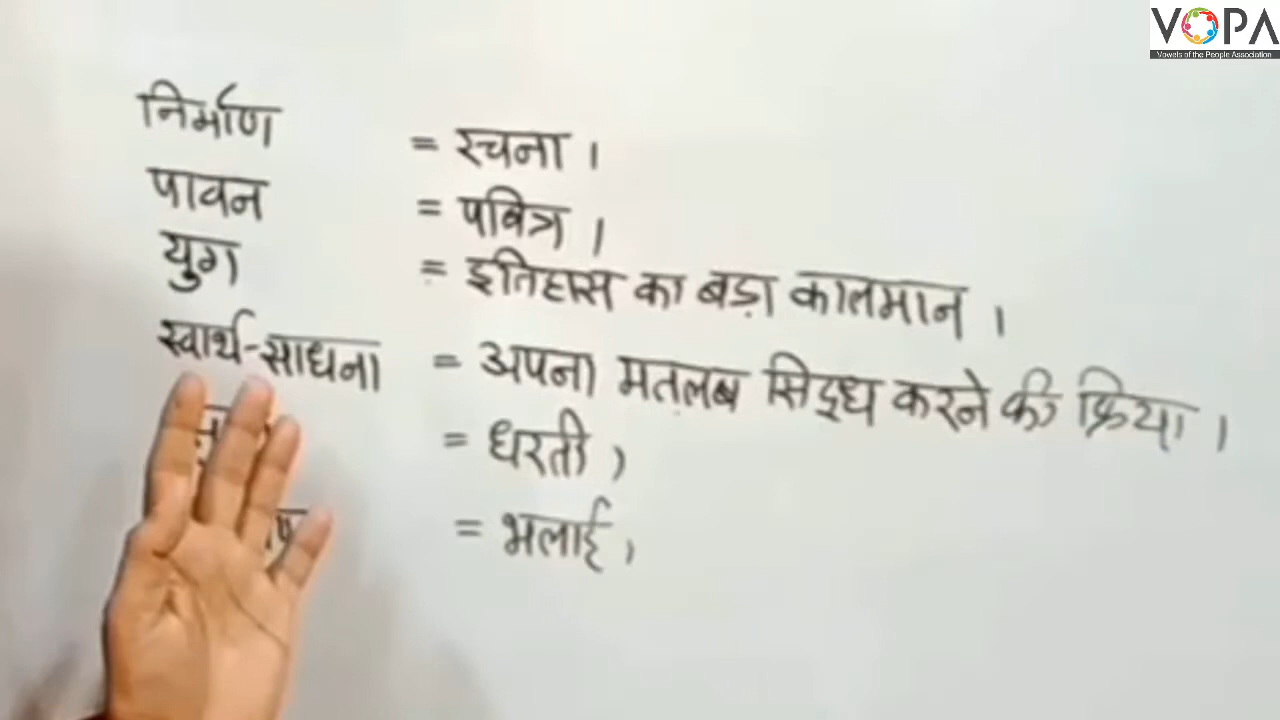 VOPA
Vowels of the People Association
निर्माण = रचना ।
पावन = पवित्र ।
युग = इतिहास का बड़ा कालमान ।
स्वार्थ-साधना = अपना मतलब सिद्ध करने की क्रिया ।
= धरती ,
= भलाई ,